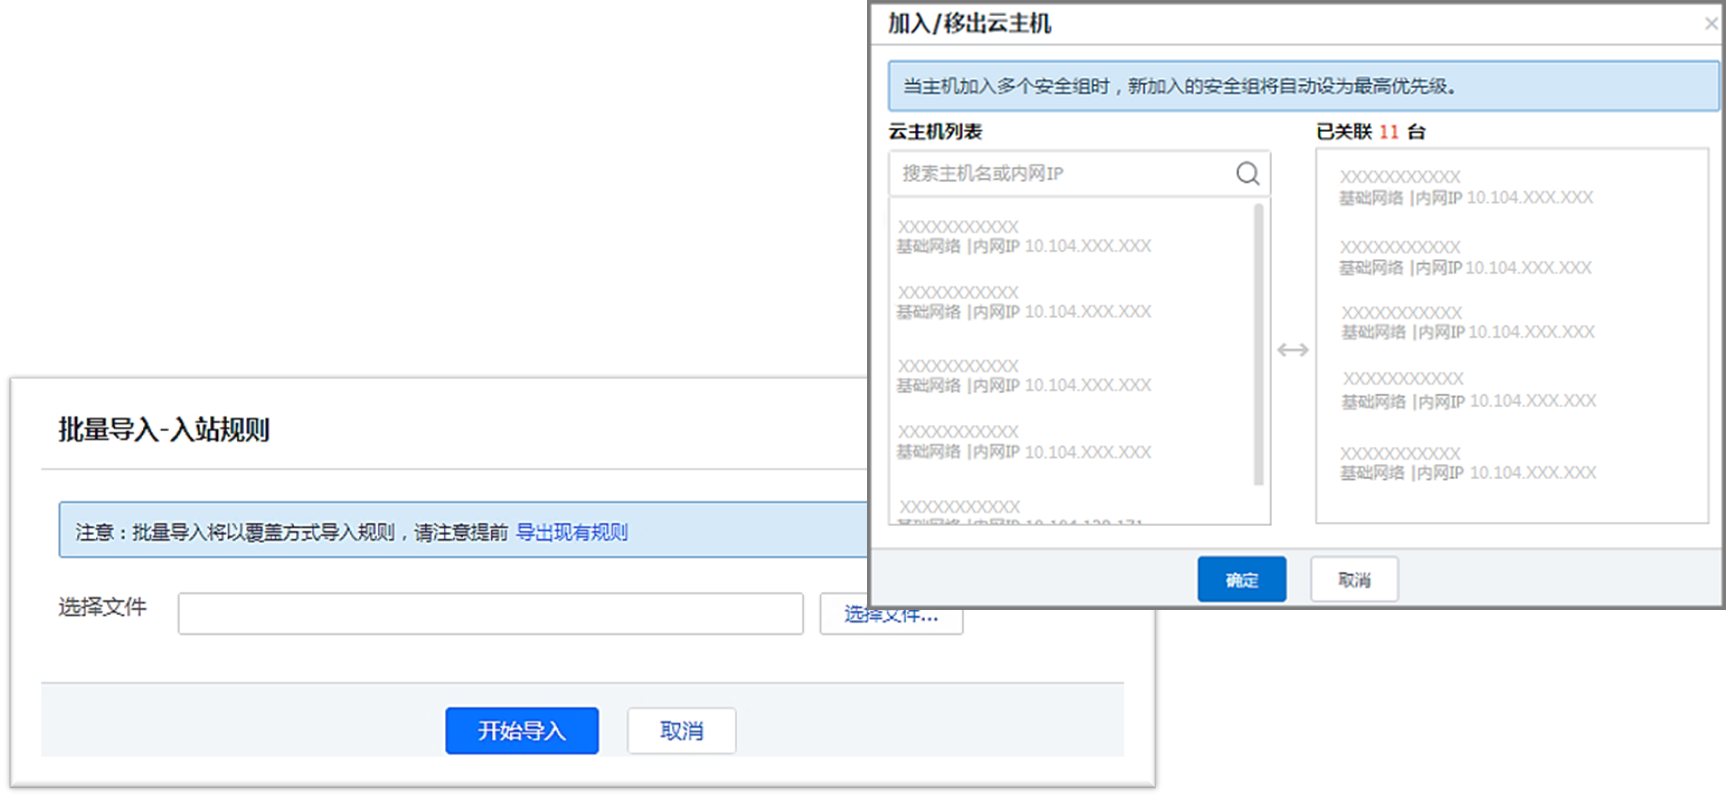 加入/移出云主机
当主机加入多个安全组时，新加入的安全组将自动设为最高优先级。
云主机列表
搜素主机名或内网IP
XXXXXXXXXXX
基础网络 |内网IP 10.104.XXX.XXX
XXXXXXXXXXX
基础网络 |内网IP 10.104.XXX.XXX
XXXXXXXXXXX
基础网络 |内网IP 10.104.XXX.XXX
XXXXXXXXXXX
基础网络 |内网IP 10.104.XXX.XXX
XXXXXXXXXXX
已关联 11 台
XXXXXXXXXXX
基础网络 |内网IP 10.104.XXX.XXX
XXXXXXXXXXX
基础网络 |内网IP 10.104.XXX.XXX
XXXXXXXXXXX
基础网络 |内网IP 10.104.XXX.XXX
XXXXXXXXXXX
基础网络 |内网IP 10.104.XXX.XXX
XXXXXXXXXXX
基础网络 |内网IP 10.104.XXX.XXX
确定
取消
批量导入-入站规则
注意：批量导入将以覆盖方式导入规则，请注意提前 导出现有规则
选择文件
选择文件...
开始导入
取消